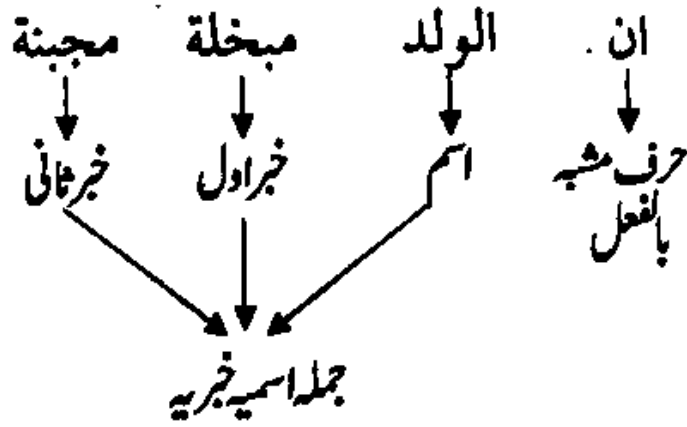 ان الولد مبخلة مجبنة
حرف مشبہ اسم خبر اول خبر ثانی
بالفعل
جملہ اسمیہ خبریہ